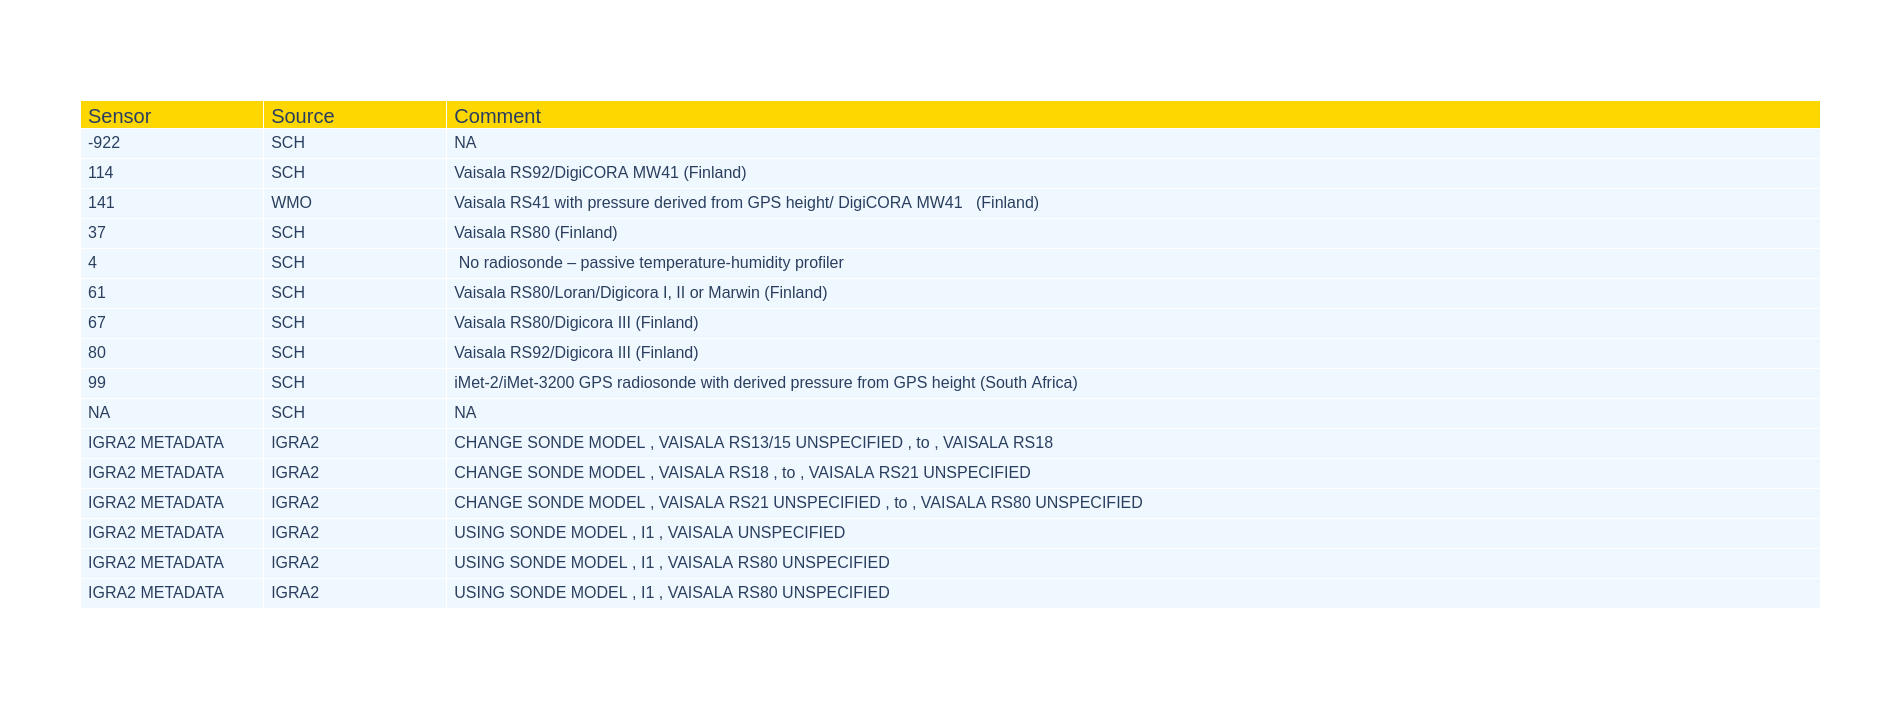 Sensor Source Comment
-922 SCH NA
114 SCH Vaisala RS92/DigiCORA MW41 (Finland)
141 WMO Vaisala RS41 with pressure derived from GPS height/ DigiCORA MW41   (Finland)
37 SCH Vaisala RS80 (Finland)
4 SCH No radiosonde – passive temperature-humidity profiler
61 SCH Vaisala RS80/Loran/Digicora I, II or Marwin (Finland)
67 SCH Vaisala RS80/Digicora III (Finland)
80 SCH Vaisala RS92/Digicora III (Finland)
99 SCH iMet-2/iMet-3200 GPS radiosonde with derived pressure from GPS height (South Africa)
NA SCH NA
IGRA2 METADATA IGRA2 CHANGE SONDE MODEL , VAISALA RS13/15 UNSPECIFIED , to , VAISALA RS18
IGRA2 METADATA IGRA2 CHANGE SONDE MODEL , VAISALA RS18 , to , VAISALA RS21 UNSPECIFIED
IGRA2 METADATA IGRA2 CHANGE SONDE MODEL , VAISALA RS21 UNSPECIFIED , to , VAISALA RS80 UNSPECIFIED
IGRA2 METADATA IGRA2 USING SONDE MODEL , I1 , VAISALA UNSPECIFIED
IGRA2 METADATA IGRA2 USING SONDE MODEL , I1 , VAISALA RS80 UNSPECIFIED
IGRA2 METADATA IGRA2 USING SONDE MODEL , I1 , VAISALA RS80 UNSPECIFIED